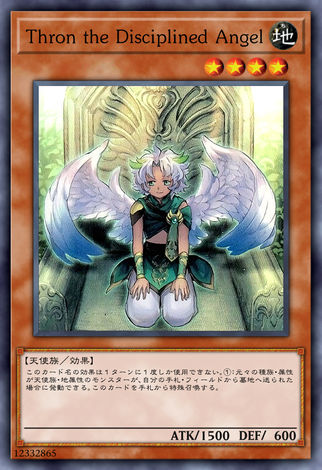 Thron the Disciplined Angel 地
【天使族／効果】
このカード名の効果は１ターンに１度しか使用できない。①：元々の種族・属性
が天使族・地属性のモンスターが、自分の手札・フィールドから墓地へ送られた
場合に発動できる。このカードを手札から特殊召喚する。
ATK/1500 DEF/ 600
12332865